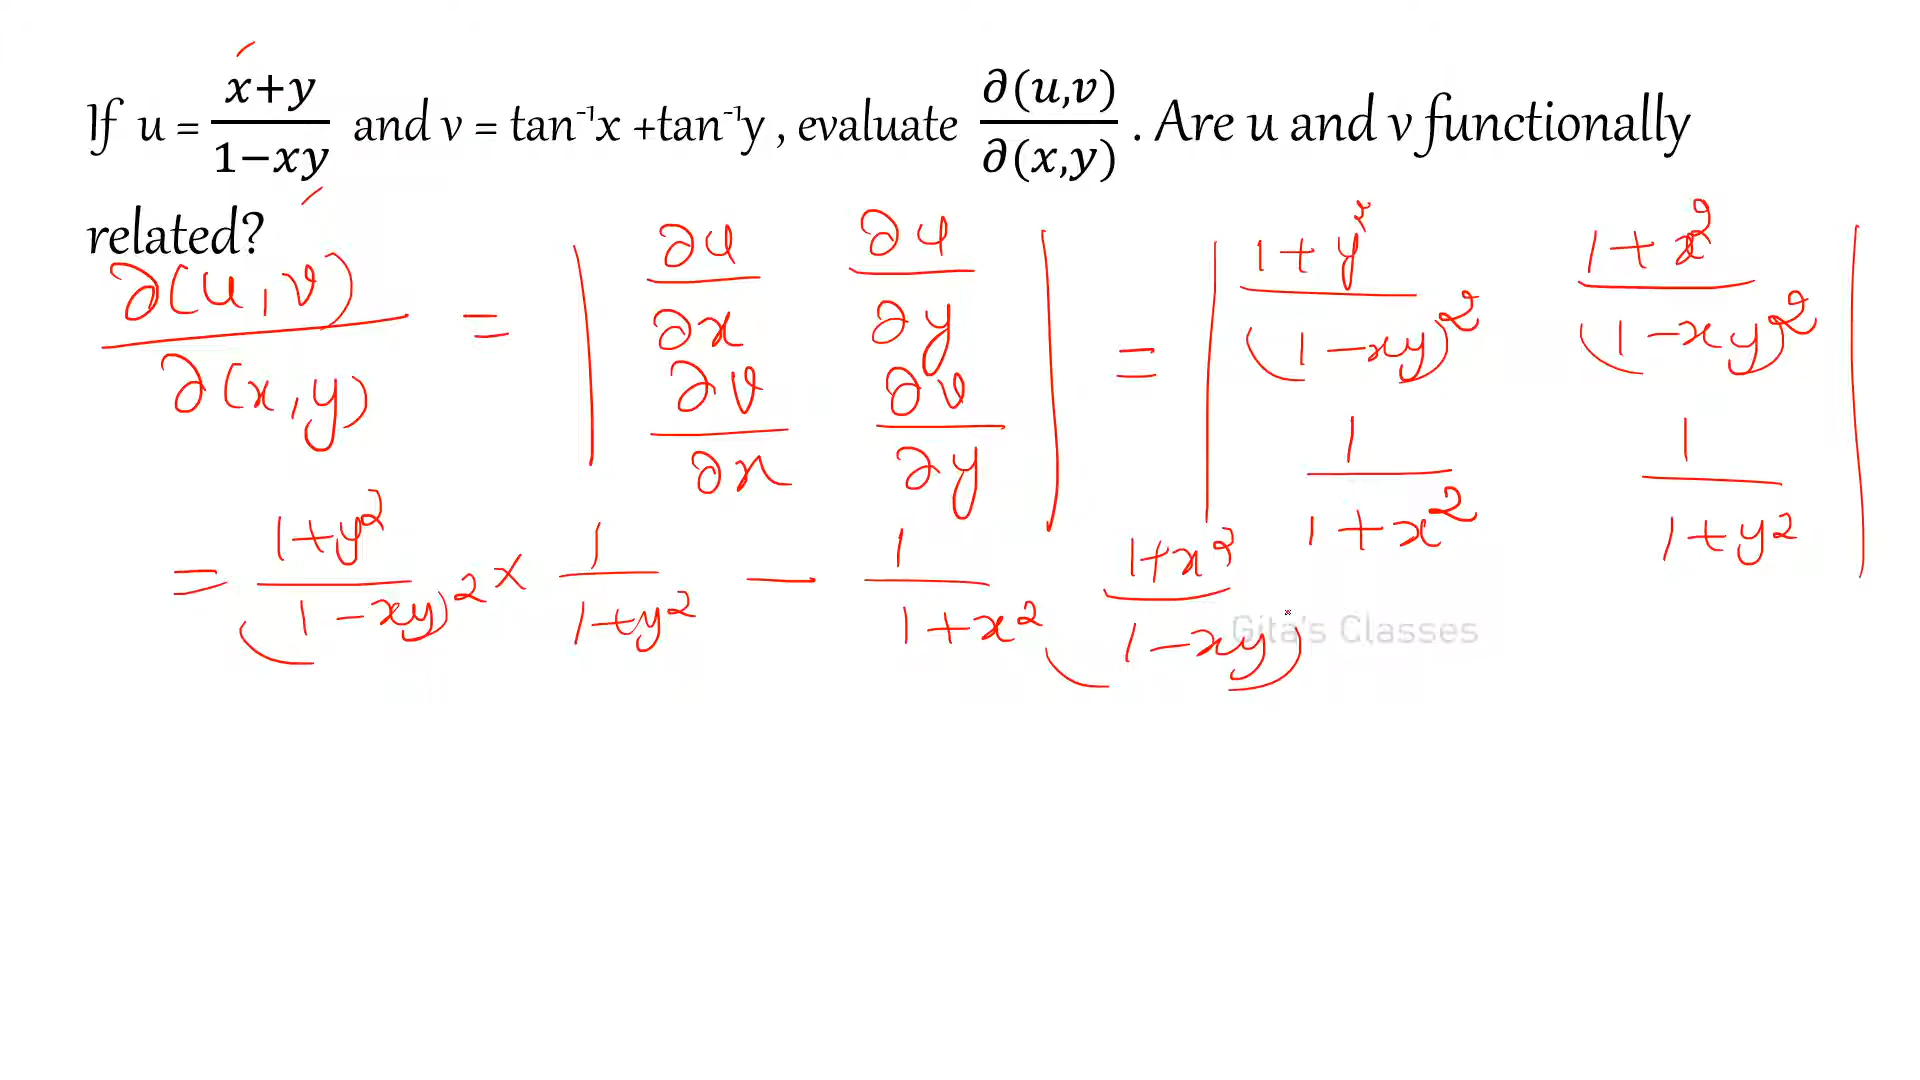 If u = x+y/1−xy and v = tan⁻¹x +tan⁻¹y , evaluate ∂(u,v)/∂(x,y) . Are u and v functionally
related?
∂(u,v)/∂(x,y) = | ∂u/∂x ∂u/∂y ∂v/∂x ∂v/∂y | = | 1+y²/(1−xy)² 1+x²/(1−xy)² 1/1+x² 1/1+y² |
= 1+y²/(1−xy)² × 1/1+y² − 1/1+x² 1+x²/(1−xy)
Gita's Classes